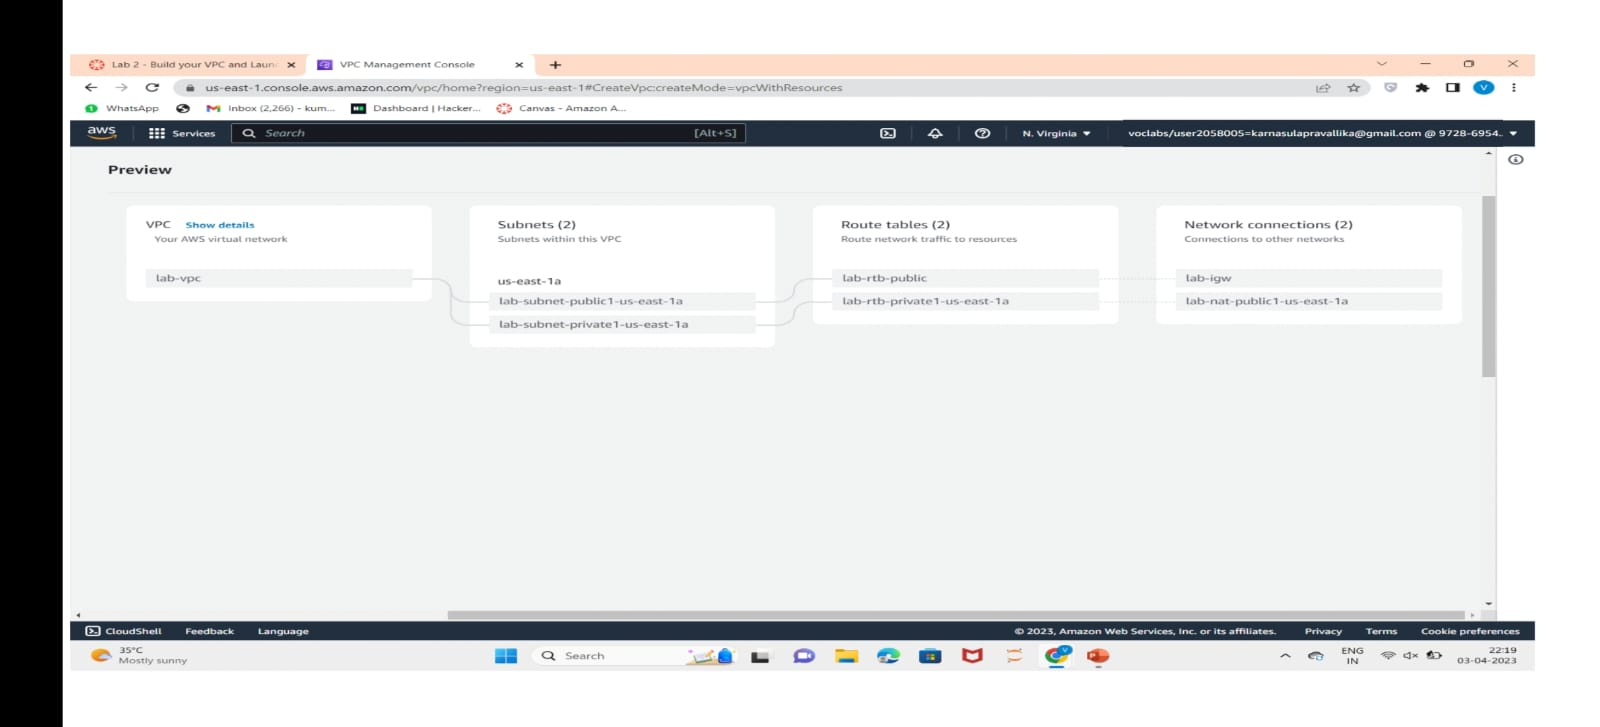 Lab 2 - Build your VPC and Laun
VPC Management Console
us-east-1.console.aws.amazon.com/vpc/home?region=us-east-1#CreateVpc:createMode=vpcWithResources
WhatsApp
Inbox (2,266) - kum...
Dashboard | Hacker...
Canvas - Amazon A...
aws
Services
Search
[Alt+S]
N. Virginia
voclabs/user2058005=karnasulapravallika@gmail.com @ 9728-6954..
Preview
VPC Show details
Your AWS virtual network
lab-vpc
Subnets (2)
Subnets within this VPC
us-east-1a
lab-subnet-public1-us-east-1a
lab-subnet-private1-us-east-1a
Route tables (2)
Route network traffic to resources
lab-rtb-public
lab-rtb-private1-us-east-1a
Network connections (2)
Connections to other networks
lab-igw
lab-nat-public1-us-east-1a
CloudShell Feedback Language
© 2023, Amazon Web Services, Inc. or its affiliates. Privacy Terms Cookie preferences
35°C
Mostly sunny
Search
ENG
IN
22:19
03-04-2023